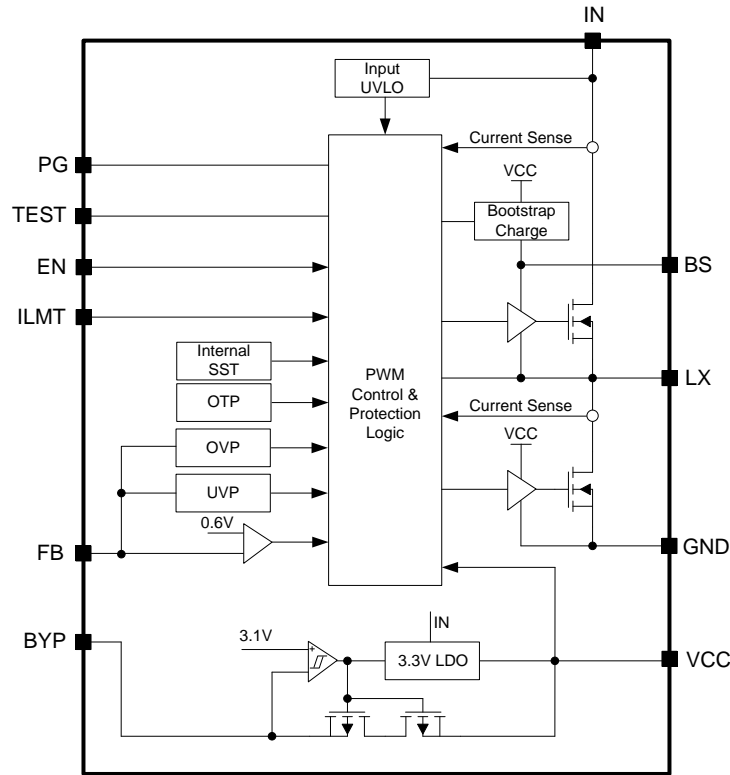 IN
Input
UVLO
Current Sense
PG
VCC
TEST
Bootstrap
Charge
EN
BS
ILMT
Internal
SST
PWM
Control &
Protection
Logic
LX
OTP
Current Sense
OVP
VCC
UVP
0.6V
FB
GND
BYP
IN
3.1V
+
-
3.3V LDO
VCC